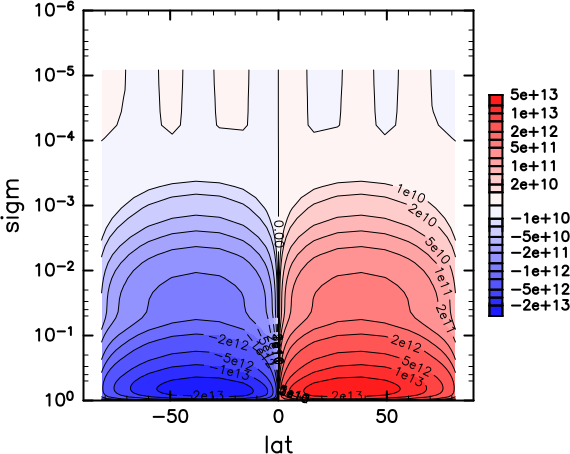 10⁻⁶
10⁻⁵
10⁻⁴
10⁻³
10⁻²
10⁻¹
10⁰
sigm
−50
0
50
lat
1e10
2e10
5e10
1e11
2e11
0.00
−2e12
−5e12
−1e13
−2e13
2e12
5e12
1e13
2e13
5e+13
1e+13
2e+12
5e+11
1e+11
2e+10
−1e+10
−5e+10
−2e+11
−1e+12
−5e+12
−2e+13